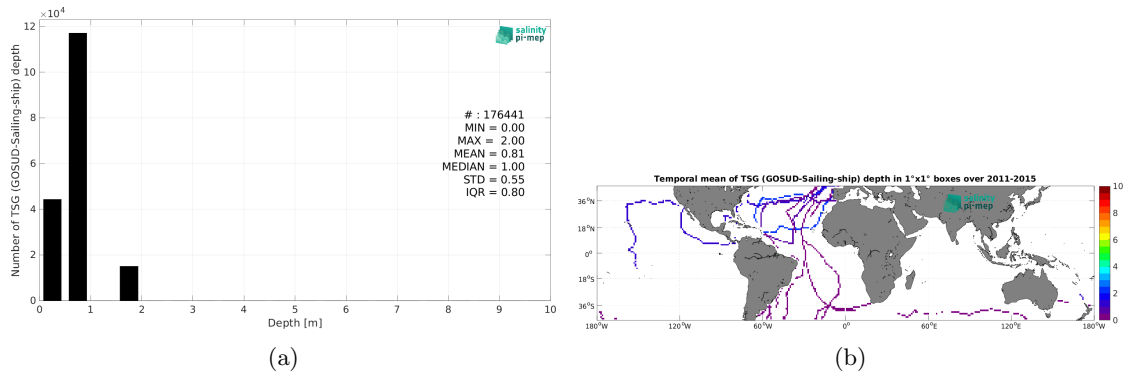 ×10⁴
12
10
8
6
4
2
0
Number of TSG (GOSUD-Sailing-ship) depth
salinity
pi-mep
# : 176441
MIN = 0.00
MAX = 2.00
MEAN = 0.81
MEDIAN = 1.00
STD = 0.55
IQR = 0.80
0 1 2 3 4 5 6 7 8 9 10
Depth [m]
(a)
Temporal mean of TSG (GOSUD-Sailing-ship) depth in 1°x1° boxes over 2011-2015
salinity
pi-mep
36°N
18°N
0°
18°S
36°S
180°W 120°W 60°W 0° 60°E 120°E 180°W
10
8
6
4
2
0
(b)